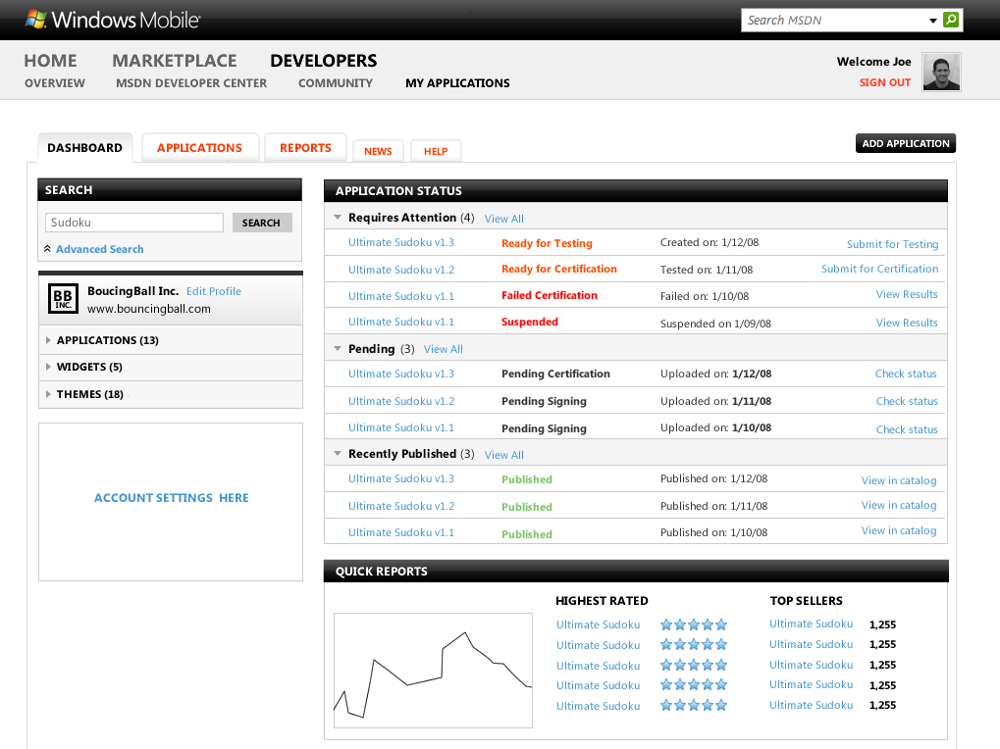 Windows Mobile
Search MSDN
HOME MARKETPLACE DEVELOPERS
Welcome Joe
OVERVIEW MSDN DEVELOPER CENTER COMMUNITY MY APPLICATIONS
SIGN OUT
DASHBOARD APPLICATIONS REPORTS NEWS HELP
ADD APPLICATION
SEARCH
Sudoku SEARCH
Advanced Search
BB INC.
BoucingBall Inc. Edit Profile
www.bouncingball.com
APPLICATIONS (13)
WIDGETS (5)
THEMES (18)
ACCOUNT SETTINGS HERE
APPLICATION STATUS
Requires Attention (4) View All
Ultimate Sudoku v1.3 Ready for Testing Created on: 1/12/08 Submit for Testing
Ultimate Sudoku v1.2 Ready for Certification Tested on: 1/11/08 Submit for Certification
Ultimate Sudoku v1.1 Failed Certification Failed on: 1/10/08 View Results
Ultimate Sudoku v1.1 Suspended Suspended on 1/09/08 View Results
Pending (3) View All
Ultimate Sudoku v1.3 Pending Certification Uploaded on: 1/12/08 Check status
Ultimate Sudoku v1.2 Pending Signing Uploaded on: 1/11/08 Check status
Ultimate Sudoku v1.1 Pending Signing Uploaded on: 1/10/08 Check status
Recently Published (3) View All
Ultimate Sudoku v1.3 Published Published on: 1/12/08 View in catalog
Ultimate Sudoku v1.2 Published Published on: 1/11/08 View in catalog
Ultimate Sudoku v1.1 Published Published on: 1/10/08 View in catalog
QUICK REPORTS
HIGHEST RATED TOP SELLERS
Ultimate Sudoku Ultimate Sudoku 1,255
Ultimate Sudoku Ultimate Sudoku 1,255
Ultimate Sudoku Ultimate Sudoku 1,255
Ultimate Sudoku Ultimate Sudoku 1,255
Ultimate Sudoku Ultimate Sudoku 1,255